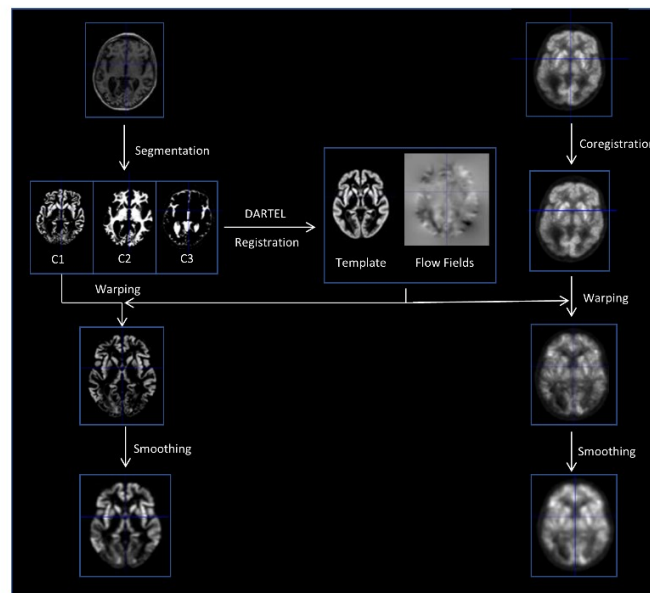 Segmentation
Coregistration
C1
C2
C3
DARTEL
Registration
Template
Flow Fields
Warping
Warping
Smoothing
Smoothing